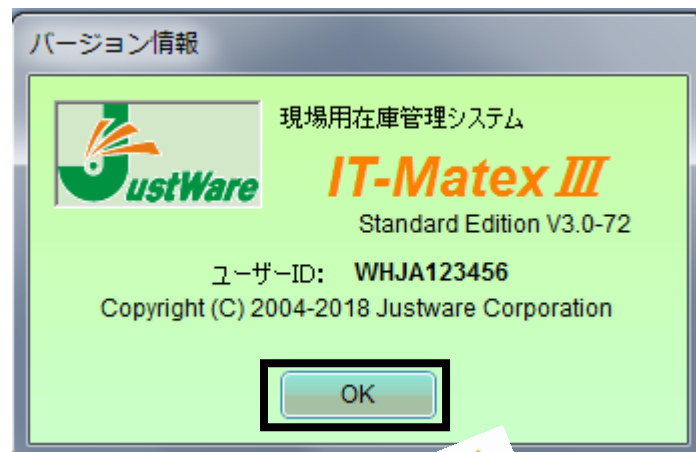 バージョン情報
現場用在庫管理システム
JustWare
IT-Matex Ⅲ
Standard Edition V3.0-72
ユーザーID: WHJA123456
Copyright (C) 2004-2018 Justware Corporation
OK